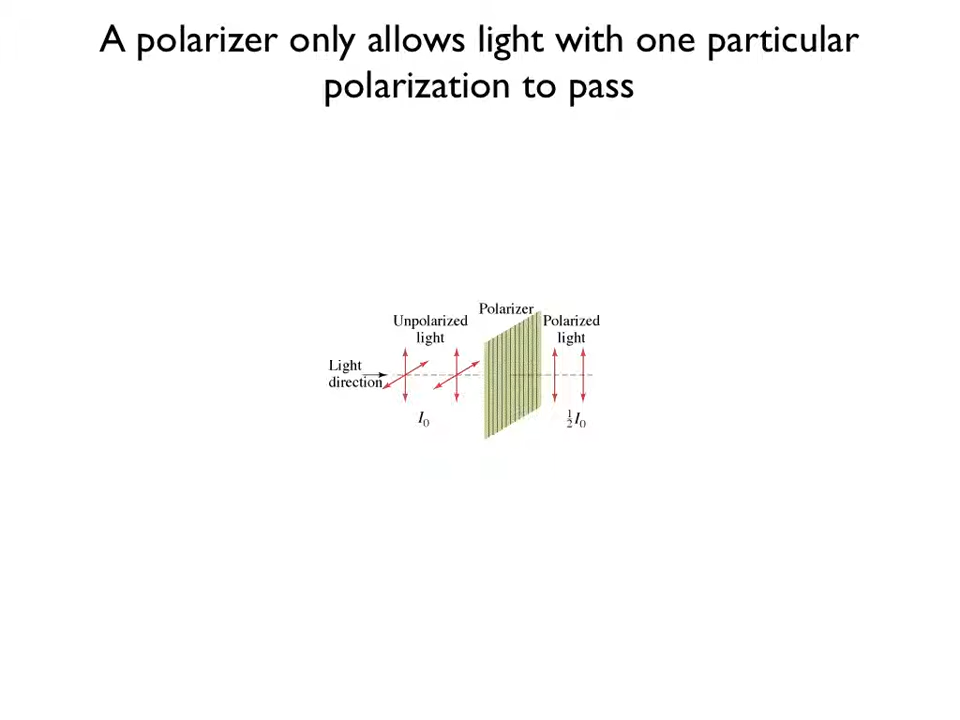 A polarizer only allows light with one particular
polarization to pass
Polarizer
Unpolarized
light
Polarized
light
Light
direction
I₀
½I₀